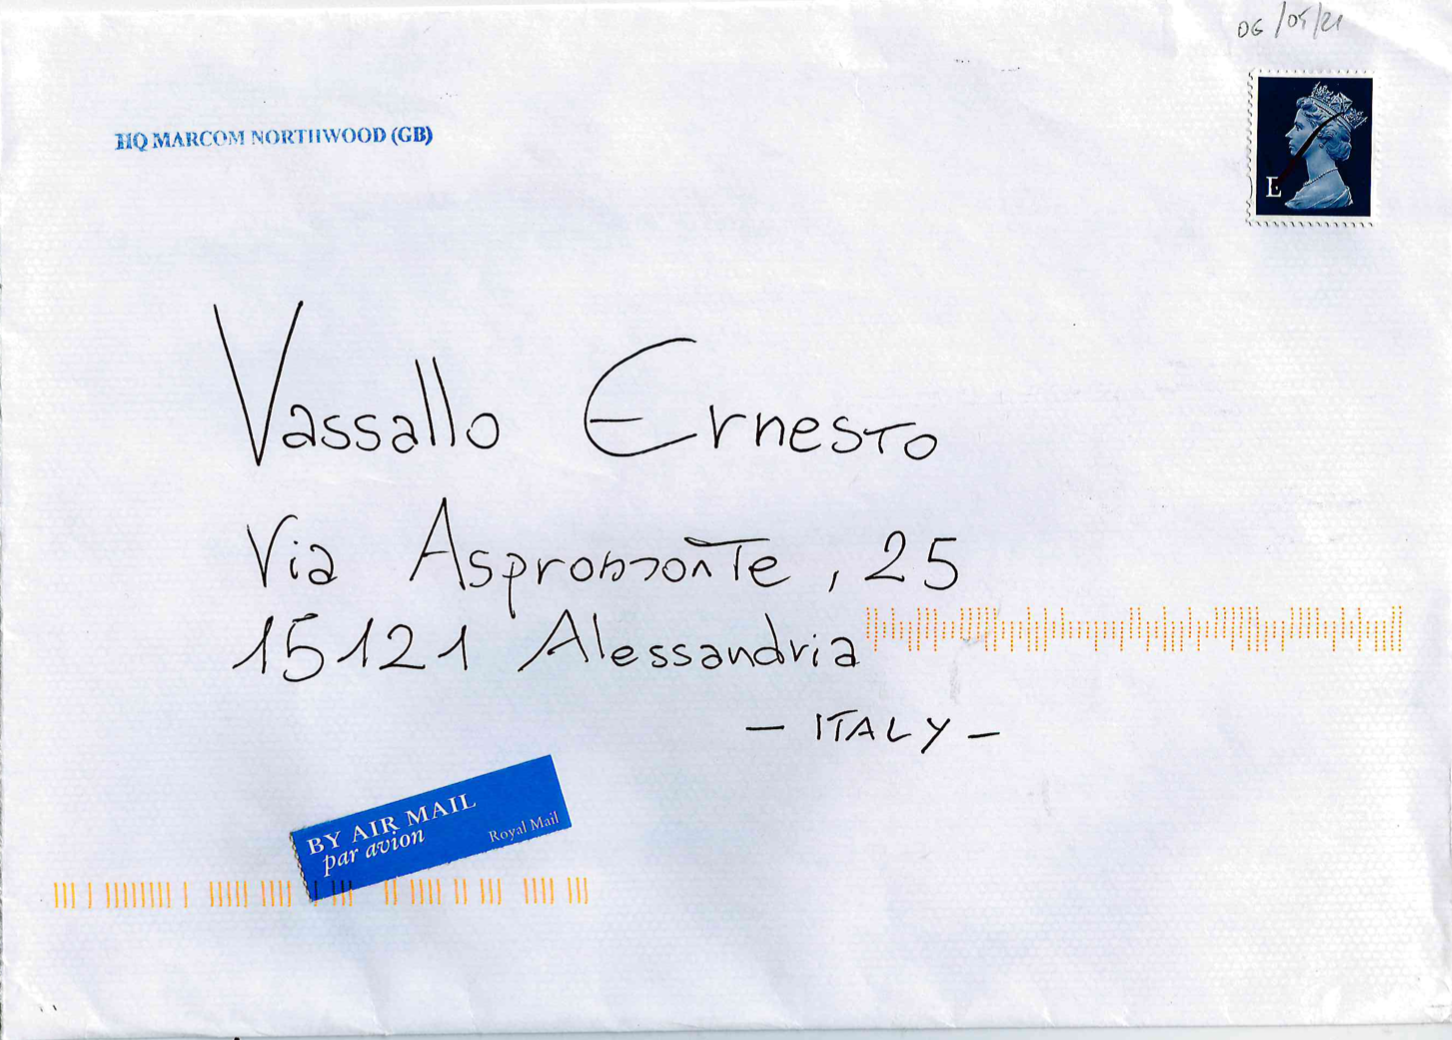 06/05/21
HQ MARCOM NORTHWOOD (GB)
E
Vassallo Ernesto
Via Aspromonte, 25
15121 Alessandria
- ITALY -
BY AIR MAIL
par avion
Royal Mail